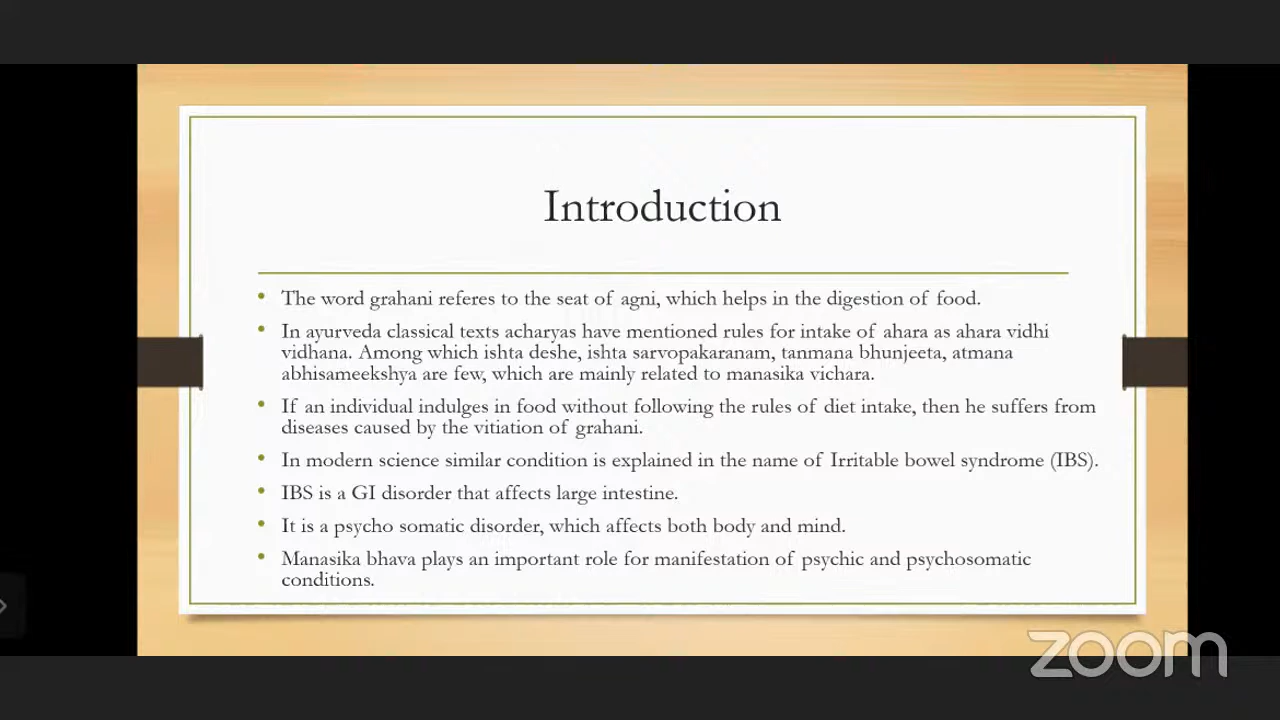 Introduction
• The word grahani referes to the seat of agni, which helps in the digestion of food.
• In ayurveda classical texts acharyas have mentioned rules for intake of ahara as ahara vidhi
vidhana. Among which ishta deshe, ishta sarvopakaranam, tanmana bhunjeeta, atmana
abhisameekshya are few, which are mainly related to manasika vichara.
• If an individual indulges in food without following the rules of diet intake, then he suffers from
diseases caused by the vitiation of grahani.
• In modern science similar condition is explained in the name of Irritable bowel syndrome (IBS).
• IBS is a GI disorder that affects large intestine.
• It is a psycho somatic disorder, which affects both body and mind.
• Manasika bhava plays an important role for manifestation of psychic and psychosomatic
conditions.
zoom